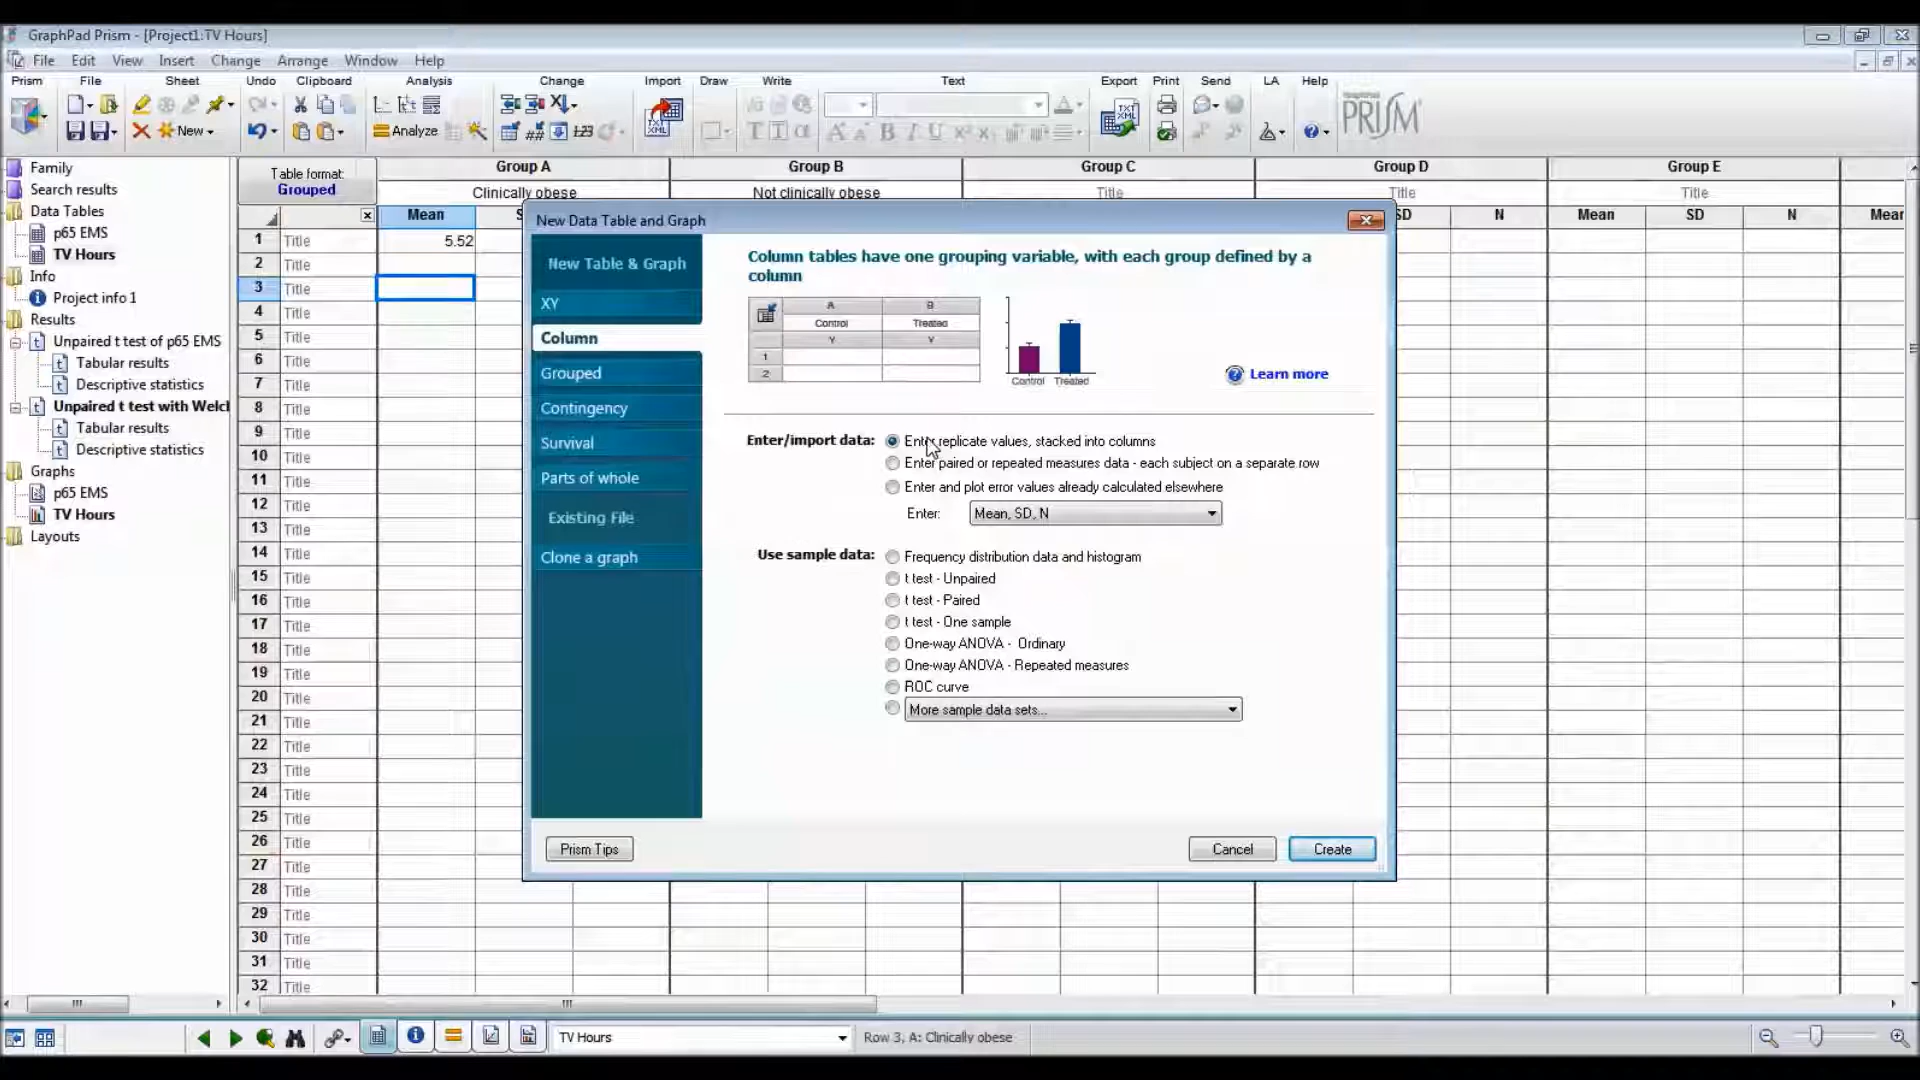 GraphPad Prism - [Project1:TV Hours]
File Edit View Insert Change Arrange Window Help
Prism File Sheet Undo Clipboard Analysis Change Import Draw Write Text Export Print Send LA Help
New
Analyze
PRISM
Family
Search results
Data Tables
p65 EMS
TV Hours
Info
Project info 1
Results
Unpaired t test of p65 EMS
Tabular results
Descriptive statistics
Unpaired t test with Welch
Tabular results
Descriptive statistics
Graphs
p65 EMS
TV Hours
Layouts
Table format:
Grouped
Group A Group B Group C Group D Group E
Clinically obese Not clinically obese Title Title Title
Mean SD N Mean SD N Mean
1 Title 5.52
2 Title
3 Title
4 Title
5 Title
6 Title
7 Title
8 Title
9 Title
10 Title
11 Title
12 Title
13 Title
14 Title
15 Title
16 Title
17 Title
18 Title
19 Title
20 Title
21 Title
22 Title
23 Title
24 Title
25 Title
26 Title
27 Title
28 Title
29 Title
30 Title
31 Title
32 Title
New Data Table and Graph
New Table & Graph
XY
Column
Grouped
Contingency
Survival
Parts of whole
Existing File
Clone a graph
Column tables have one grouping variable, with each group defined by a
column
A B
Control Treated
Y Y
1
2
Control Treated
Learn more
Enter/import data: Enter replicate values, stacked into columns
Enter paired or repeated measures data - each subject on a separate row
Enter and plot error values already calculated elsewhere
Enter: Mean, SD, N
Use sample data: Frequency distribution data and histogram
t test - Unpaired
t test - Paired
t test - One sample
One-way ANOVA - Ordinary
One-way ANOVA - Repeated measures
ROC curve
More sample data sets...
Prism Tips Cancel Create
TV Hours Row 3, A: Clinically obese